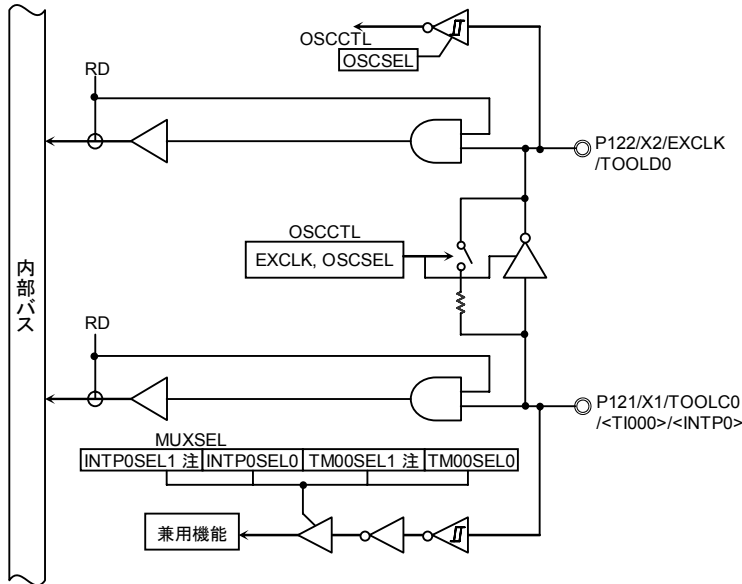 OSCCTL
OSCSEL
RD
P122/X2/EXCLK
/TOOLD0
OSCCTL
EXCLK, OSCSEL
内部バス
RD
P121/X1/TOOLC0
/<TI000>/<INTP0>
MUXSEL
INTP0SEL1 注 INTP0SEL0 TM00SEL1 注 TM00SEL0
兼用機能